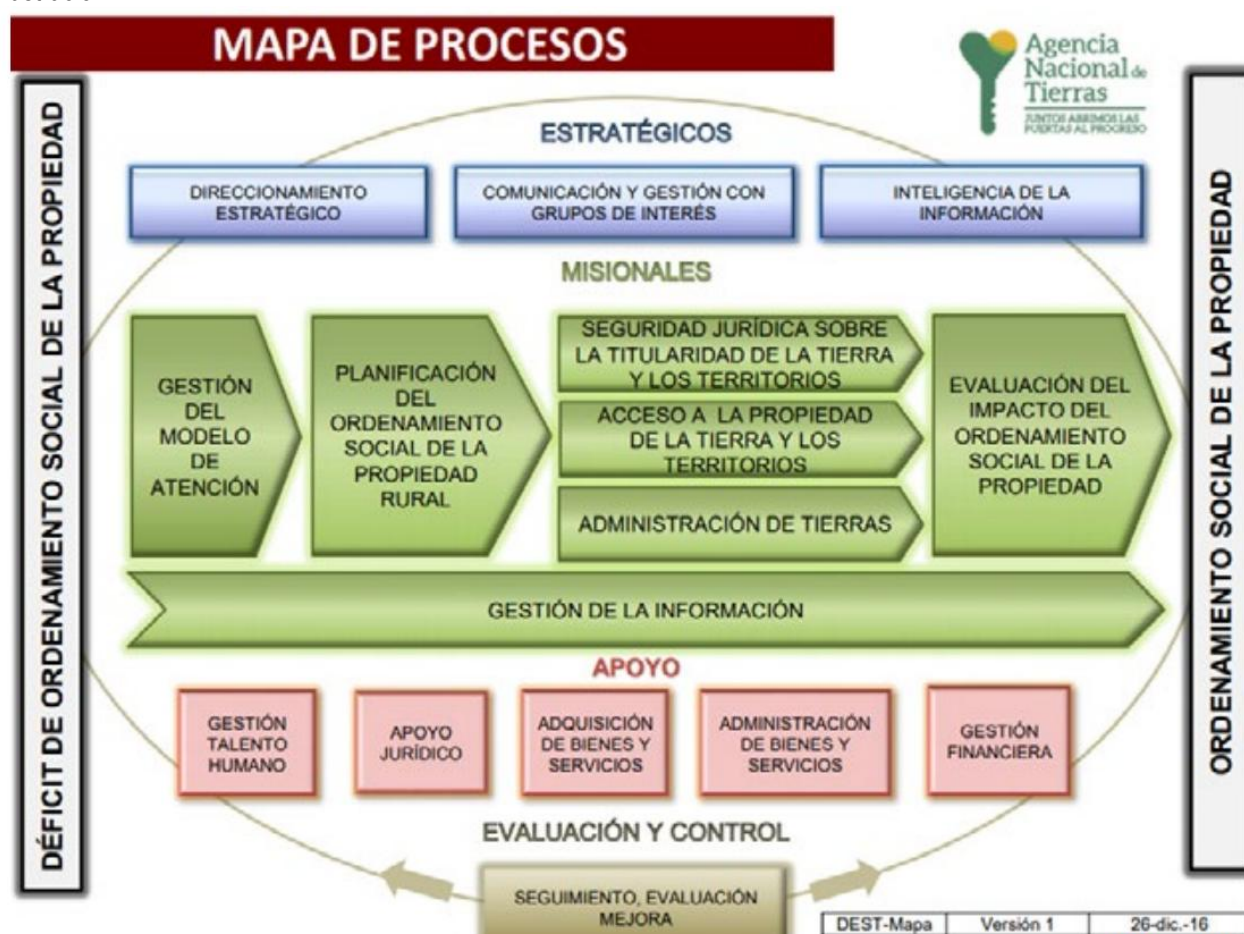 MAPA DE PROCESOS
Agencia
Nacional de
Tierras
JUNTOS ABRIMOS LAS
PUERTAS AL PROGRESO
DÉFICIT DE ORDENAMIENTO SOCIAL DE LA PROPIEDAD
ESTRATÉGICOS
DIRECCIONAMIENTO
ESTRATÉGICO
COMUNICACIÓN Y GESTIÓN CON
GRUPOS DE INTERÉS
INTELIGENCIA DE LA
INFORMACIÓN
MISIONALES
GESTIÓN
DEL
MODELO
DE
ATENCIÓN
PLANIFICACIÓN
DEL
ORDENAMIENTO
SOCIAL DE LA
PROPIEDAD
RURAL
SEGURIDAD JURÍDICA SOBRE
LA TITULARIDAD DE LA TIERRA
Y LOS TERRITORIOS
ACCESO A LA PROPIEDAD
DE LA TIERRA Y LOS
TERRITORIOS
ADMINISTRACIÓN DE TIERRAS
EVALUACIÓN DEL
IMPACTO DEL
ORDENAMIENTO
SOCIAL DE LA
PROPIEDAD
GESTIÓN DE LA INFORMACIÓN
APOYO
GESTIÓN
TALENTO
HUMANO
APOYO
JURÍDICO
ADQUISICIÓN
DE BIENES Y
SERVICIOS
ADMINISTRACIÓN
DE BIENES Y
SERVICIOS
GESTIÓN
FINANCIERA
EVALUACIÓN Y CONTROL
SEGUIMIENTO, EVALUACIÓN
MEJORA
ORDENAMIENTO SOCIAL DE LA PROPIEDAD
DEST-Mapa Versión 1 26-dic.-16